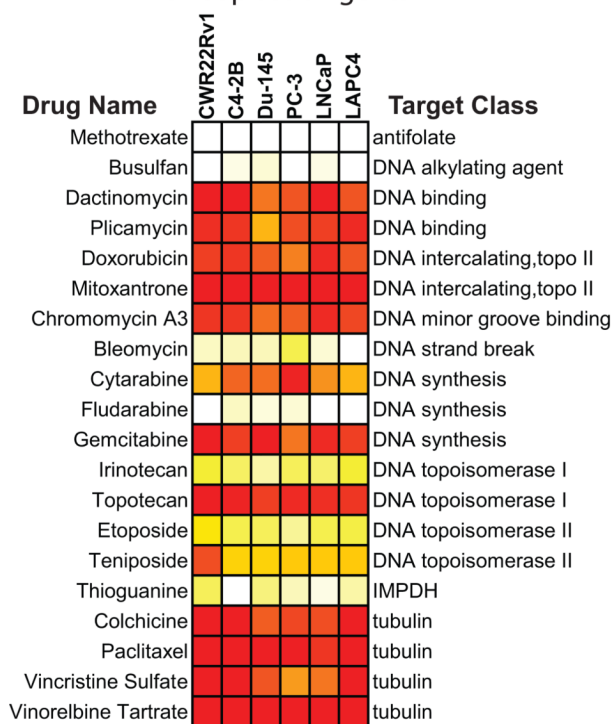 CWR22Rv1 C4-2B Du-145 PC-3 LNCaP LAPC4
Drug Name Target Class
Methotrexate antifolate
Busulfan DNA alkylating agent
Dactinomycin DNA binding
Plicamycin DNA binding
Doxorubicin DNA intercalating,topo II
Mitoxantrone DNA intercalating,topo II
Chromomycin A3 DNA minor groove binding
Bleomycin DNA strand break
Cytarabine DNA synthesis
Fludarabine DNA synthesis
Gemcitabine DNA synthesis
Irinotecan DNA topoisomerase I
Topotecan DNA topoisomerase I
Etoposide DNA topoisomerase II
Teniposide DNA topoisomerase II
Thioguanine IMPDH
Colchicine tubulin
Paclitaxel tubulin
Vincristine Sulfate tubulin
Vinorelbine Tartrate tubulin